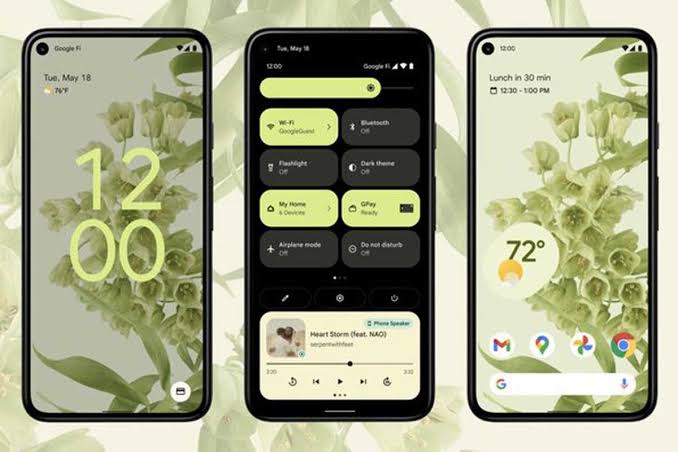 Google Fi
Tue, May 18
76°F
12
00
Tue, May 18
12:00
Google Fi
Wi-Fi
GoogleGuest
Bluetooth
Off
Flashlight
Off
Dark theme
Off
My Home
6 Devices
GPay
Ready
Airplane mode
Off
Do not disturb
Off
Phone Speaker
Heart Storm (feat. NAO)
serpentwithfeet
2:20
3:32
12:00
Lunch in 30 min
12:30 - 1:00 PM
72°
G